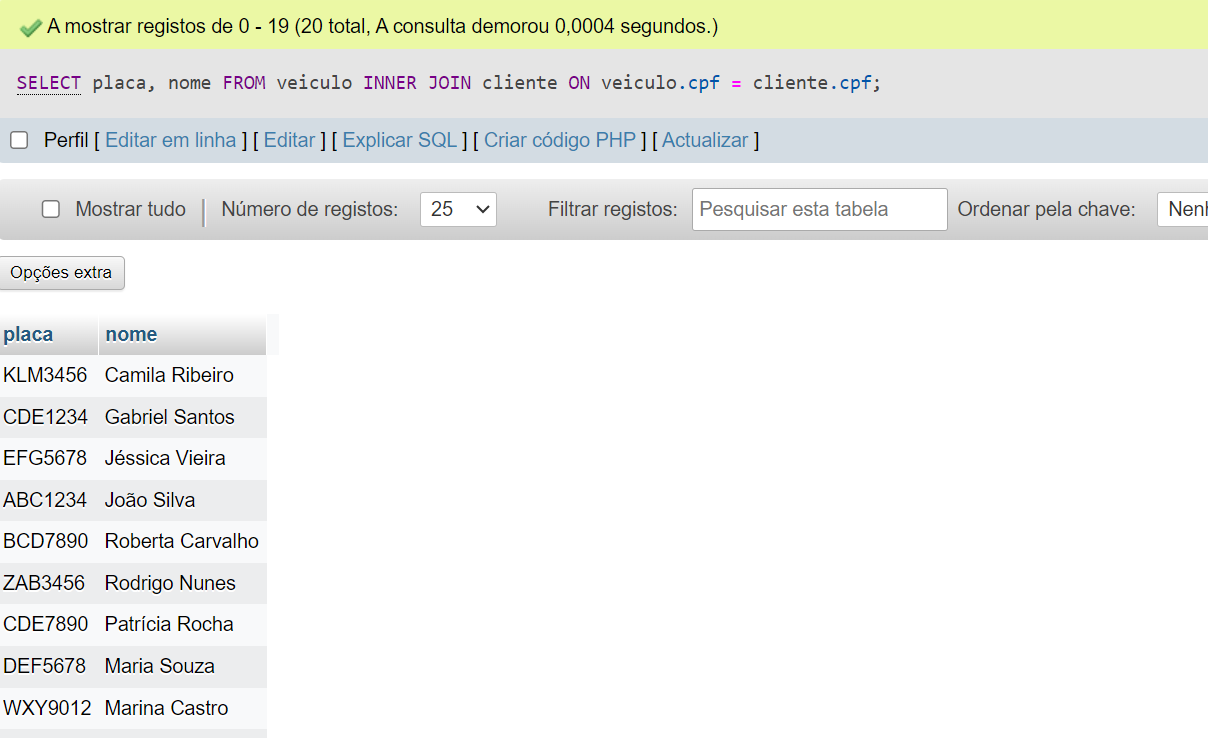 A mostrar registos de 0 - 19 (20 total, A consulta demorou 0,0004 segundos.)
SELECT placa, nome FROM veiculo INNER JOIN cliente ON veiculo.cpf = cliente.cpf;
Perfil [ Editar em linha ] [ Editar ] [ Explicar SQL ] [ Criar código PHP ] [ Actualizar ]
Mostrar tudo Número de registos: 25 Filtrar registos: Pesquisar esta tabela Ordenar pela chave:
Opções extra
placa nome
KLM3456 Camila Ribeiro
CDE1234 Gabriel Santos
EFG5678 Jéssica Vieira
ABC1234 João Silva
BCD7890 Roberta Carvalho
ZAB3456 Rodrigo Nunes
CDE7890 Patrícia Rocha
DEF5678 Maria Souza
WXY9012 Marina Castro